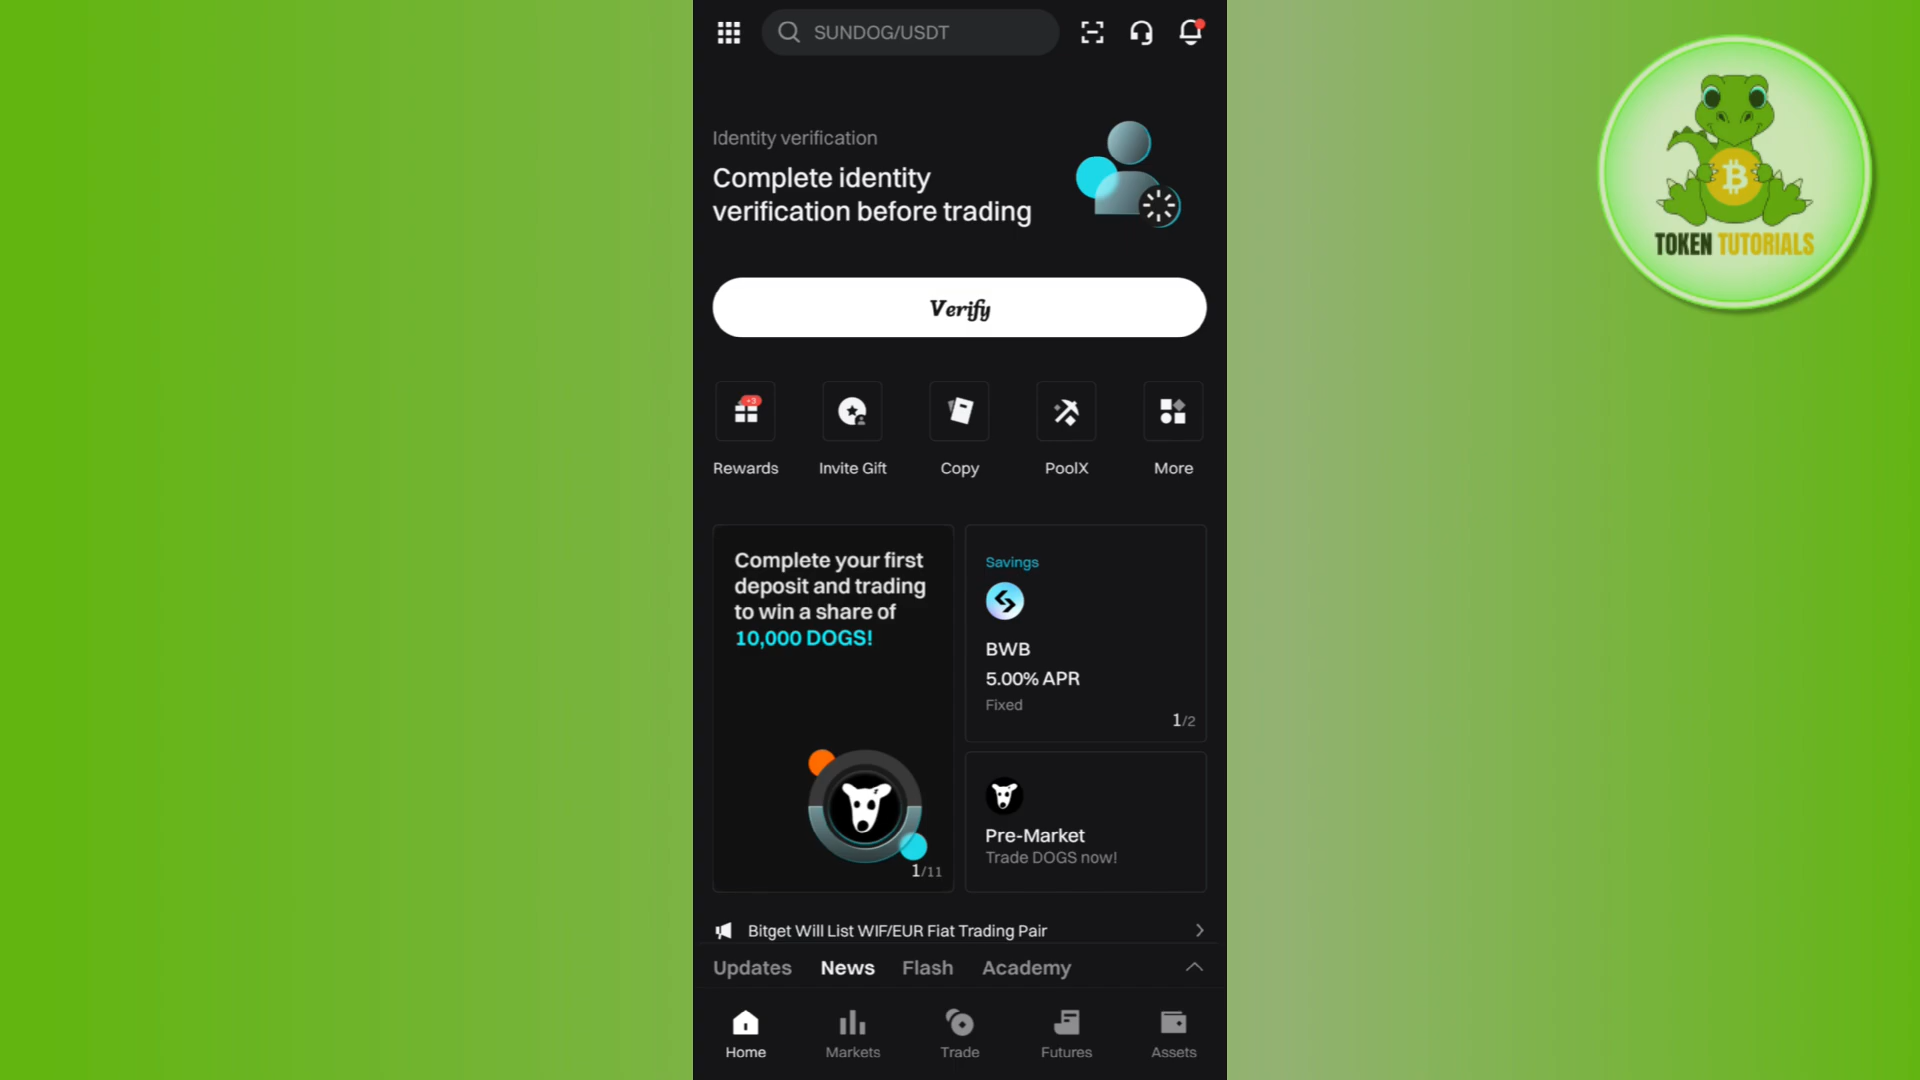 SUNDOG/USDT
Identity verification
Complete identity
verification before trading
Verify
+3
Rewards
Invite Gift
Copy
PoolX
More
Complete your first
deposit and trading
to win a share of
10,000 DOGS!
1/11
Savings
BWB
5.00% APR
Fixed
1/2
Pre-Market
Trade DOGS now!
Bitget Will List WIF/EUR Fiat Trading Pair
Updates News Flash Academy
Home Markets Trade Futures Assets
TOKEN TUTORIALS